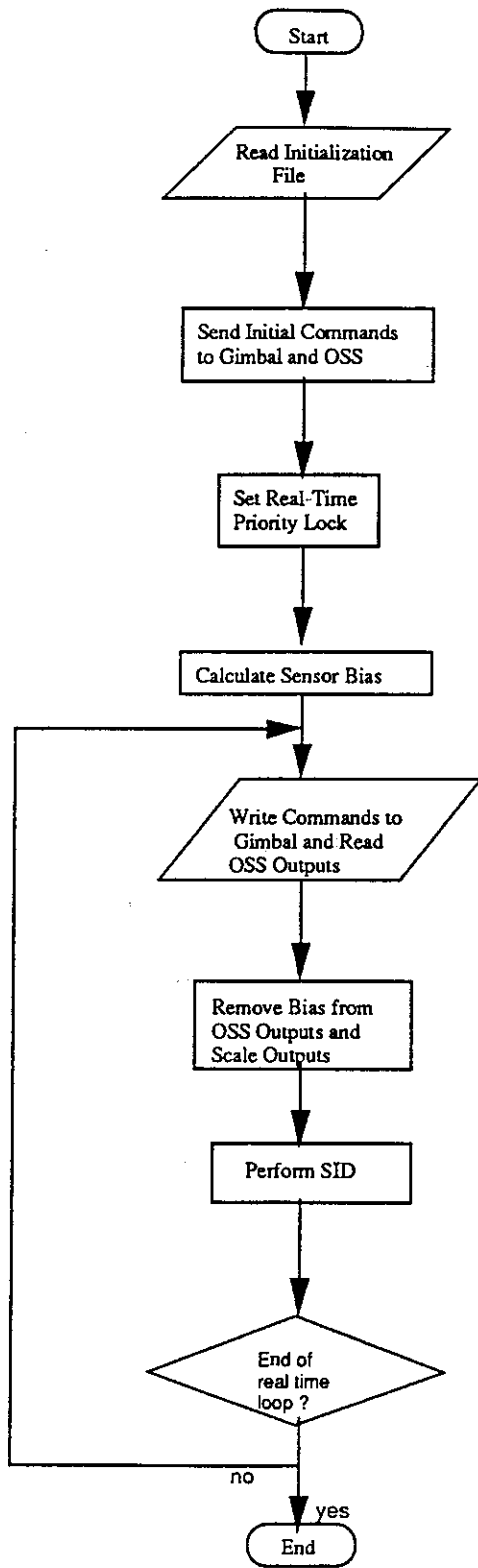 Start
Read Initialization
File
Send Initial Commands
to Gimbal and OSS
Set Real-Time
Priority Lock
Calculate Sensor Bias
Write Commands to
Gimbal and Read
OSS Outputs
Remove Bias from
OSS Outputs and
Scale Outputs
Perform SID
End of
real time
loop ?
no
yes
End